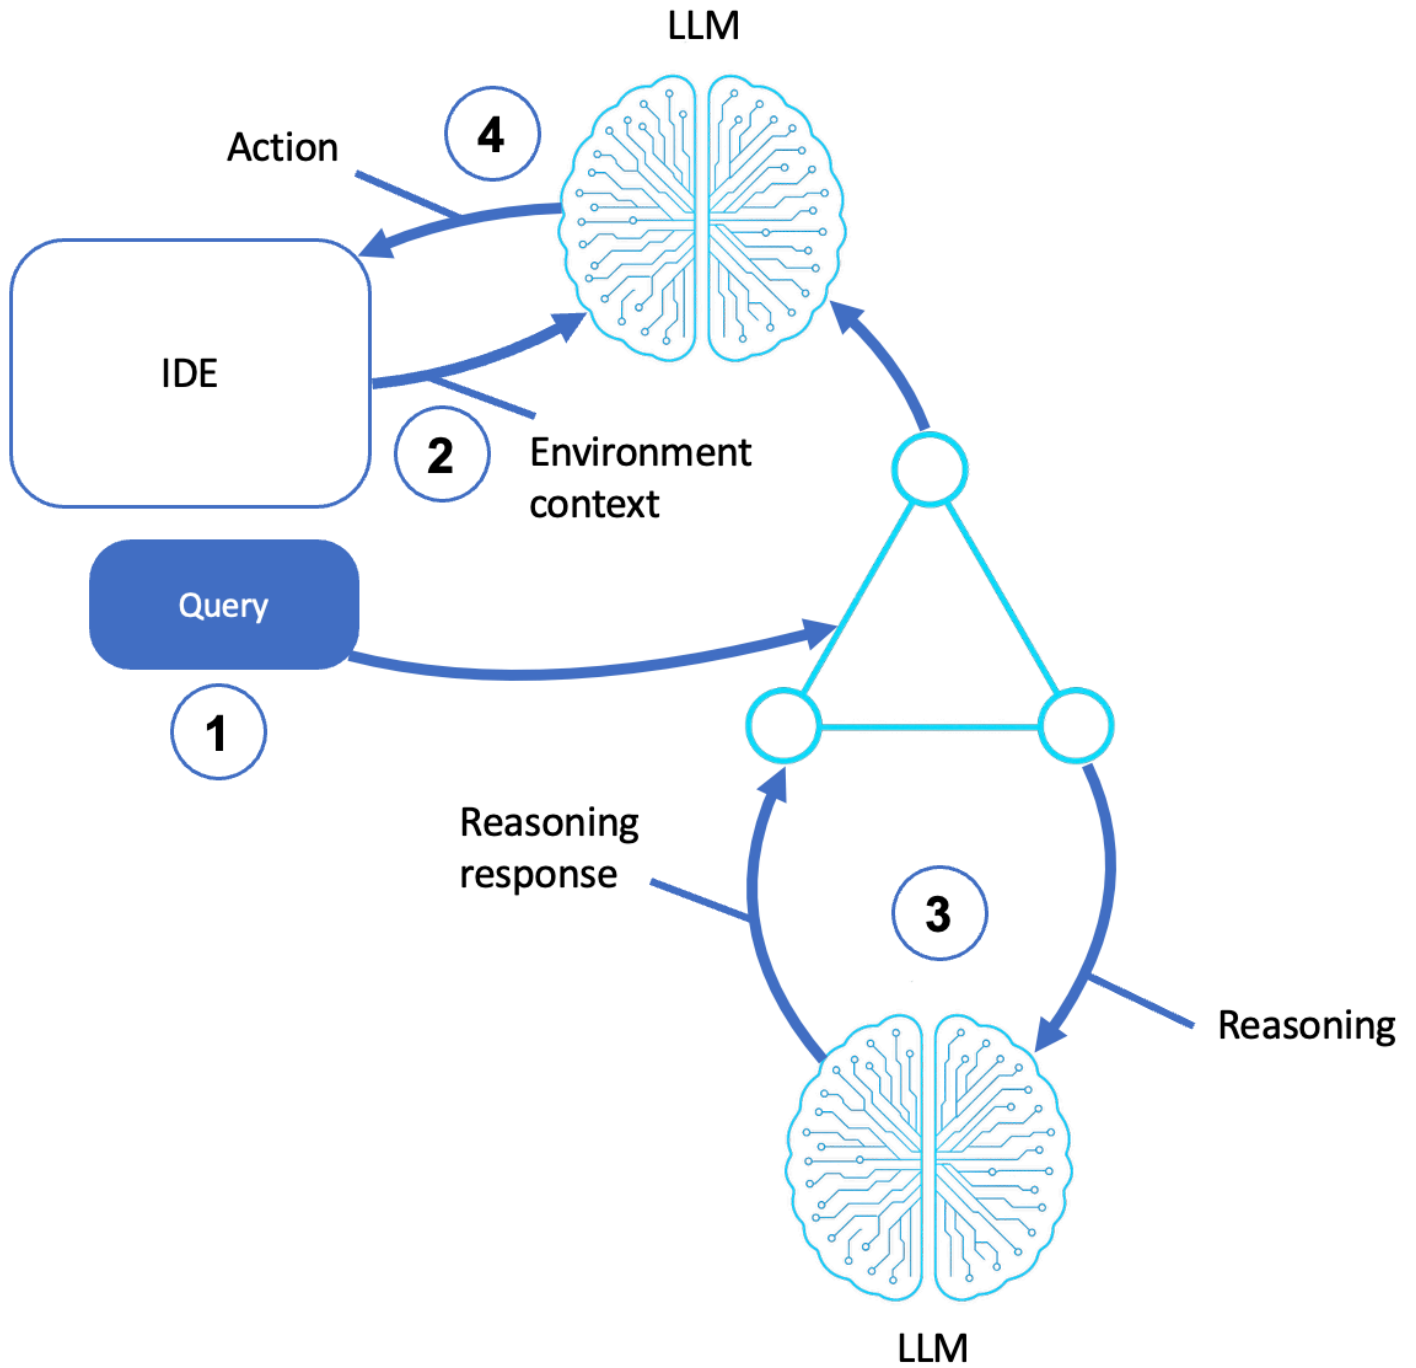 LLM
4
Action
IDE
2
Environment
context
Query
1
Reasoning
response
3
Reasoning
LLM